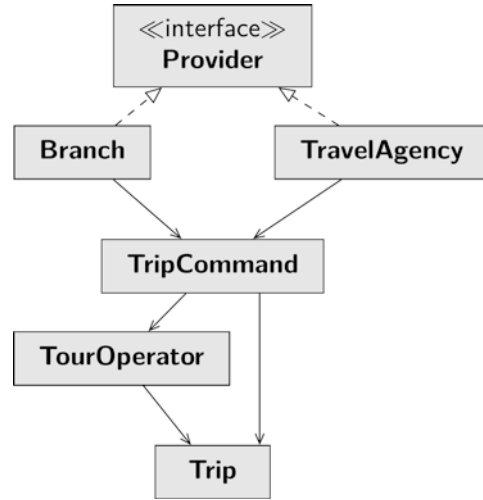 ≪interface≫
Provider
Branch
TravelAgency
TripCommand
TourOperator
Trip